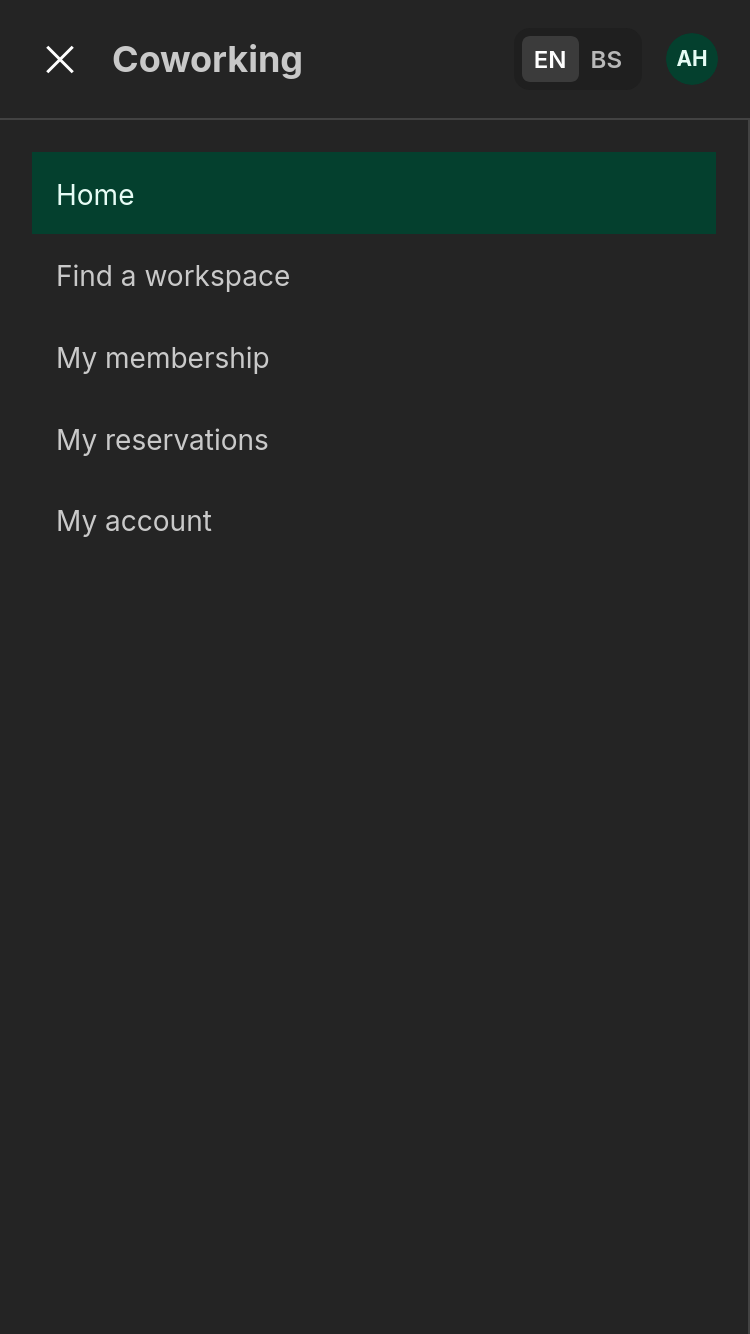 Coworking EN BS AH
Home
Find a workspace
My membership
My reservations
My account